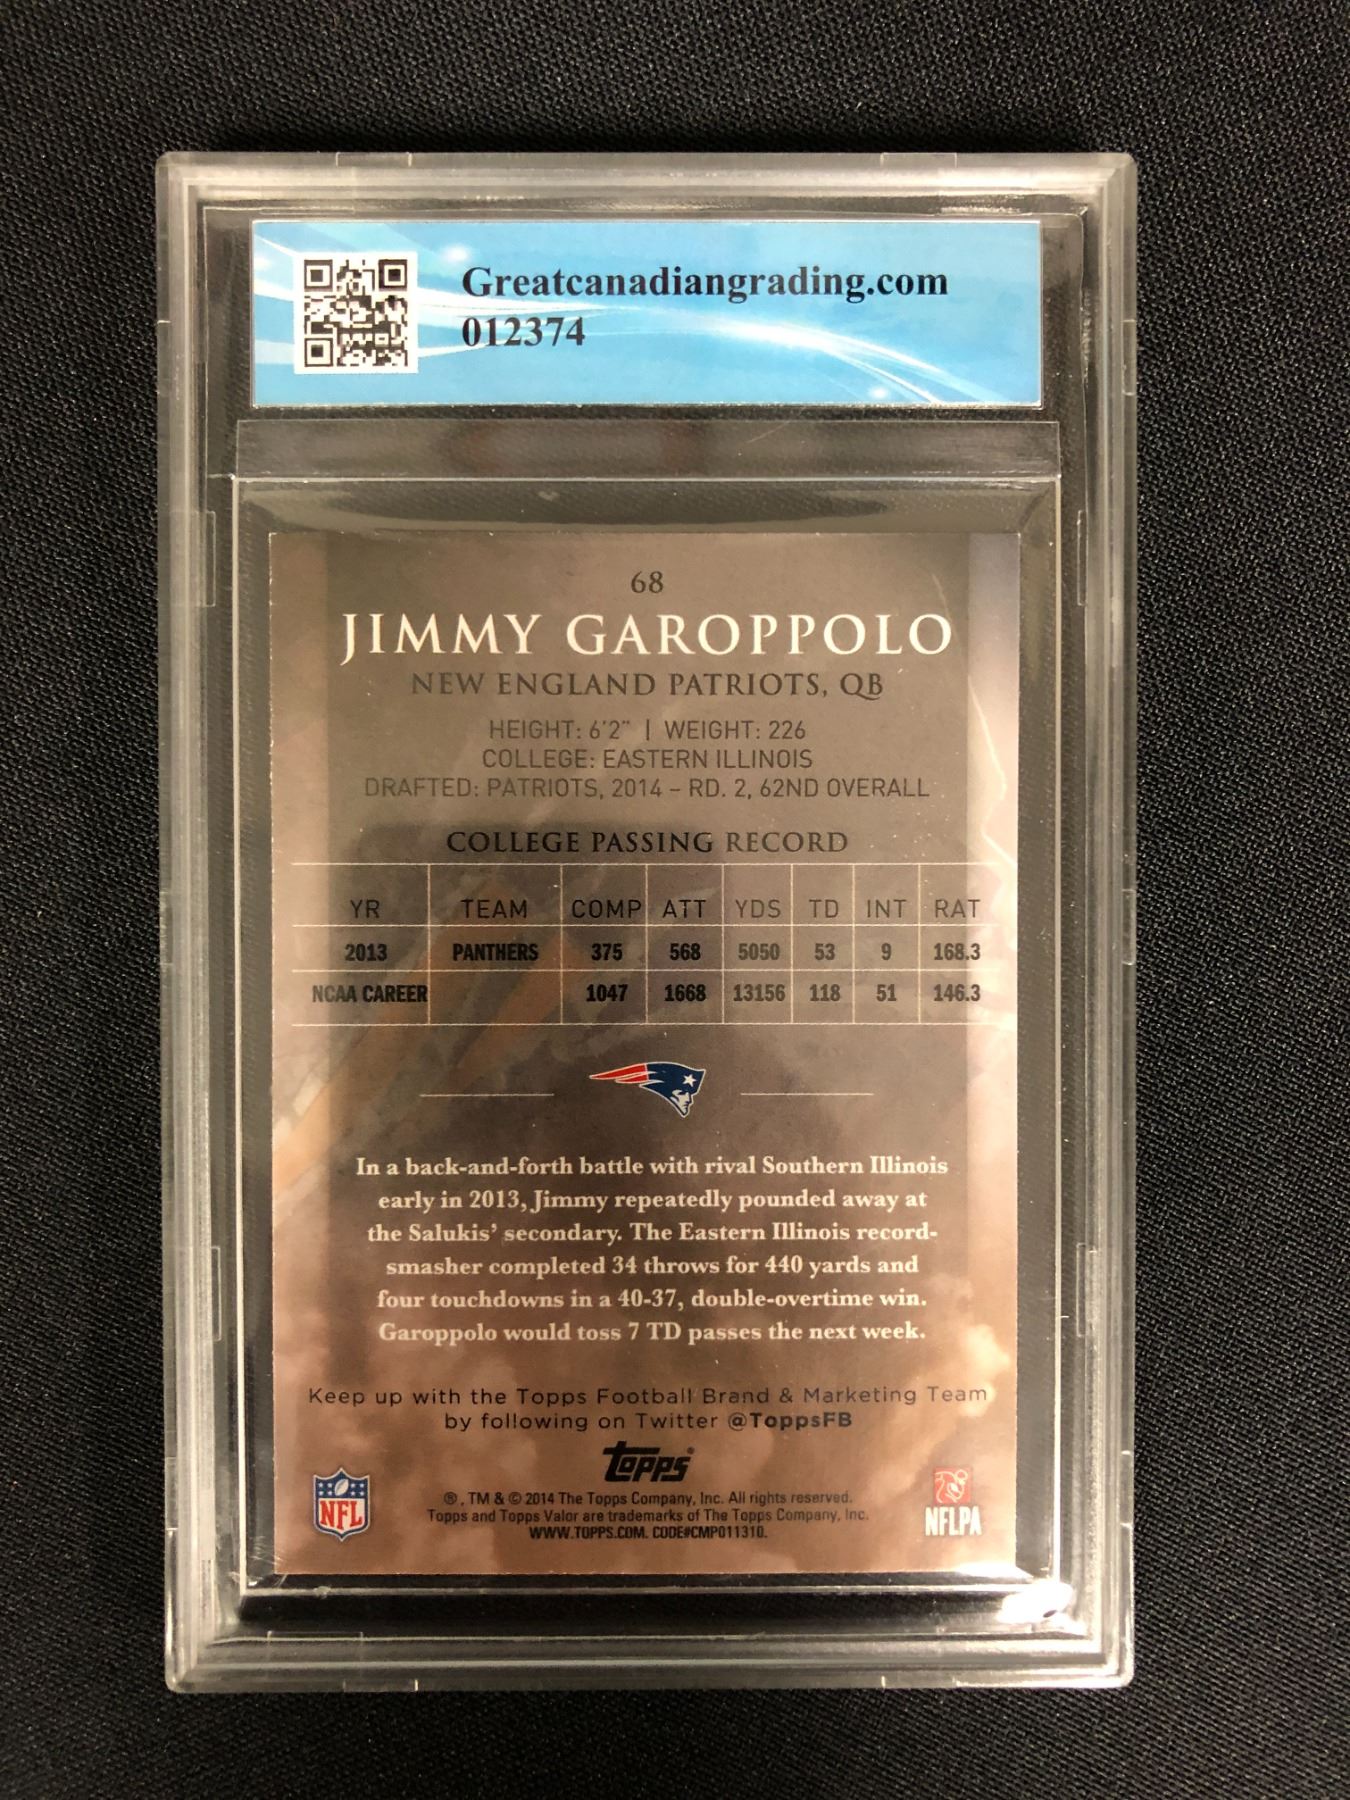 Greatcanadiangrading.com
012374
68
JIMMY GAROPPOLO
NEW ENGLAND PATRIOTS, QB
HEIGHT: 6'2" | WEIGHT: 226
COLLEGE: EASTERN ILLINOIS
DRAFTED: PATRIOTS, 2014 – RD. 2, 62ND OVERALL
COLLEGE PASSING RECORD
YR TEAM COMP ATT YDS TD INT RAT
2013 PANTHERS 375 568 5050 53 9 168.3
NCAA CAREER 1047 1668 13156 118 51 146.3
In a back-and-forth battle with rival Southern Illinois
early in 2013, Jimmy repeatedly pounded away at
the Salukis' secondary. The Eastern Illinois record-
smasher completed 34 throws for 440 yards and
four touchdowns in a 40-37, double-overtime win.
Garoppolo would toss 7 TD passes the next week.
Keep up with the Topps Football Brand & Marketing Team
by following on Twitter @ToppsFB
Topps®
®, TM & © 2014 The Topps Company, Inc. All rights reserved.
Topps and Topps Valor are trademarks of The Topps Company, Inc.
WWW.TOPPS.COM. CODE#CMP011310.
NFL
NFLPA